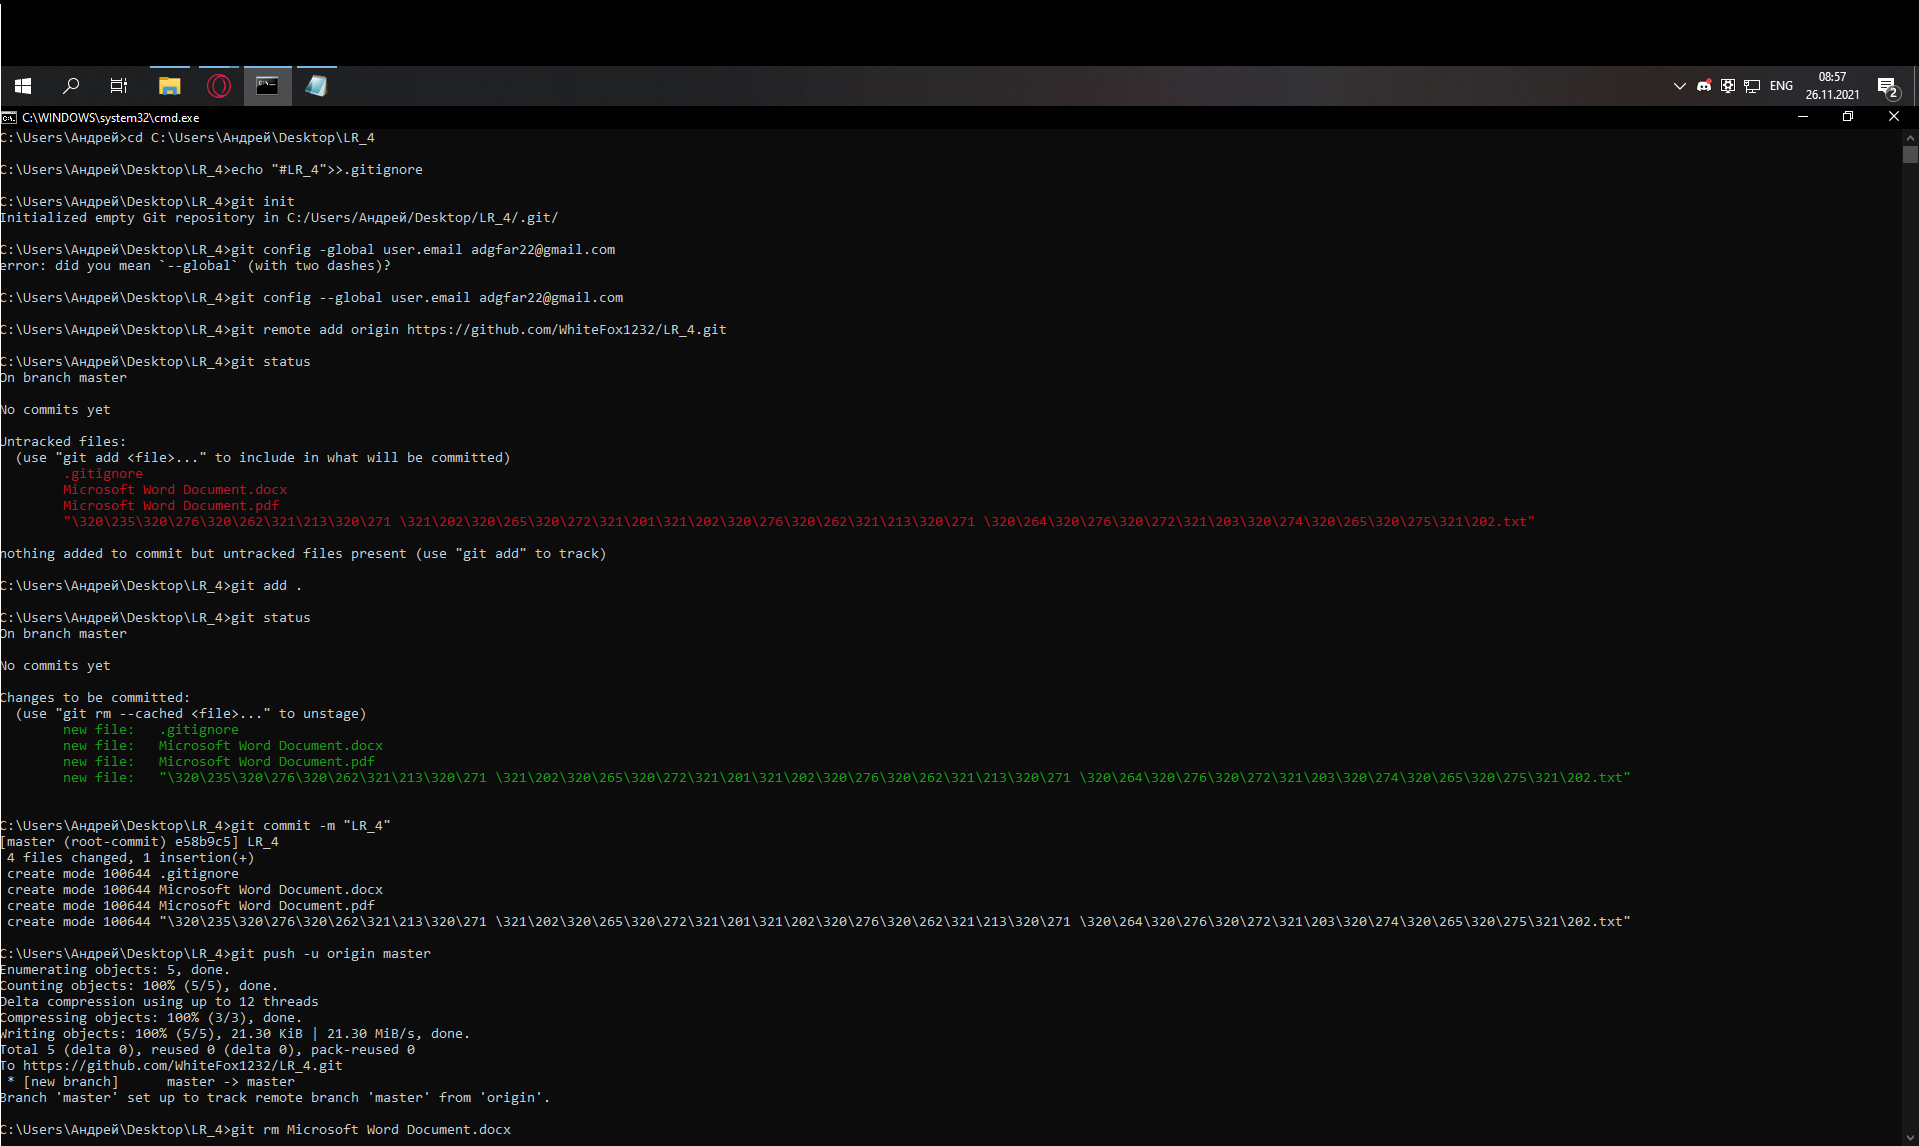 ENG
08:57
26.11.2021
2
C:\WINDOWS\system32\cmd.exe
C:\Users\Андрей>cd C:\Users\Андрей\Desktop\LR_4
C:\Users\Андрей\Desktop\LR_4>echo "#LR_4">>.gitignore
C:\Users\Андрей\Desktop\LR_4>git init
Initialized empty Git repository in C:/Users/Андрей/Desktop/LR_4/.git/
C:\Users\Андрей\Desktop\LR_4>git config -global user.email adgfar22@gmail.com
error: did you mean `--global` (with two dashes)?
C:\Users\Андрей\Desktop\LR_4>git config --global user.email adgfar22@gmail.com
C:\Users\Андрей\Desktop\LR_4>git remote add origin https://github.com/WhiteFox1232/LR_4.git
C:\Users\Андрей\Desktop\LR_4>git status
On branch master
No commits yet
Untracked files:
  (use "git add <file>..." to include in what will be committed)
        .gitignore
        Microsoft Word Document.docx
        Microsoft Word Document.pdf
        "\320\235\320\276\320\262\321\213\320\271 \321\202\320\265\320\272\321\201\321\202\320\276\320\262\321\213\320\271 \320\264\320\276\320\272\321\203\320\274\320\265\320\275\321\202.txt"
nothing added to commit but untracked files present (use "git add" to track)
C:\Users\Андрей\Desktop\LR_4>git add .
C:\Users\Андрей\Desktop\LR_4>git status
On branch master
No commits yet
Changes to be committed:
  (use "git rm --cached <file>..." to unstage)
        new file:   .gitignore
        new file:   Microsoft Word Document.docx
        new file:   Microsoft Word Document.pdf
        new file:   "\320\235\320\276\320\262\321\213\320\271 \321\202\320\265\320\272\321\201\321\202\320\276\320\262\321\213\320\271 \320\264\320\276\320\272\321\203\320\274\320\265\320\275\321\202.txt"
C:\Users\Андрей\Desktop\LR_4>git commit -m "LR_4"
[master (root-commit) e58b9c5] LR_4
 4 files changed, 1 insertion(+)
 create mode 100644 .gitignore
 create mode 100644 Microsoft Word Document.docx
 create mode 100644 Microsoft Word Document.pdf
 create mode 100644 "\320\235\320\276\320\262\321\213\320\271 \321\202\320\265\320\272\321\201\321\202\320\276\320\262\321\213\320\271 \320\264\320\276\320\272\321\203\320\274\320\265\320\275\321\202.txt"
C:\Users\Андрей\Desktop\LR_4>git push -u origin master
Enumerating objects: 5, done.
Counting objects: 100% (5/5), done.
Delta compression using up to 12 threads
Compressing objects: 100% (3/3), done.
Writing objects: 100% (5/5), 21.30 KiB | 21.30 MiB/s, done.
Total 5 (delta 0), reused 0 (delta 0), pack-reused 0
To https://github.com/WhiteFox1232/LR_4.git
 * [new branch]      master -> master
Branch 'master' set up to track remote branch 'master' from 'origin'.
C:\Users\Андрей\Desktop\LR_4>git rm Microsoft Word Document.docx